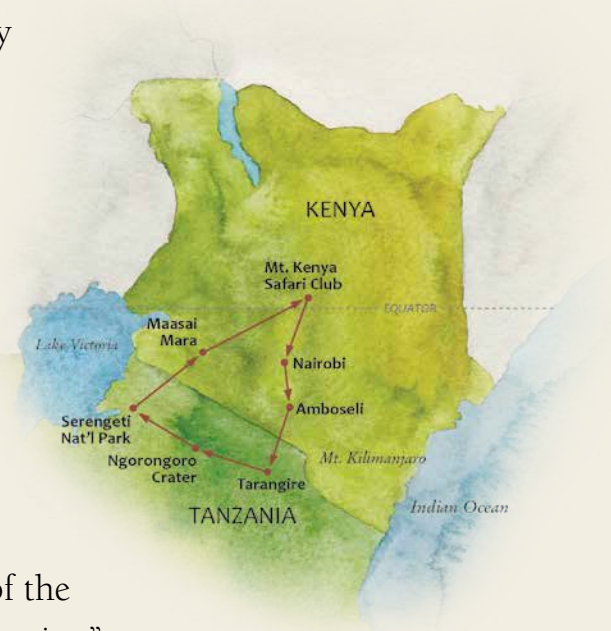 y
KENYA
Mt. Kenya
Safari Club
EQUATOR
Maasai
Mara
Lake Victoria
Nairobi
Amboseli
Serengeti
Nat'l Park
Ngorongoro
Crater
Mt. Kilimanjaro
Tarangire
TANZANIA
Indian Ocean
of the